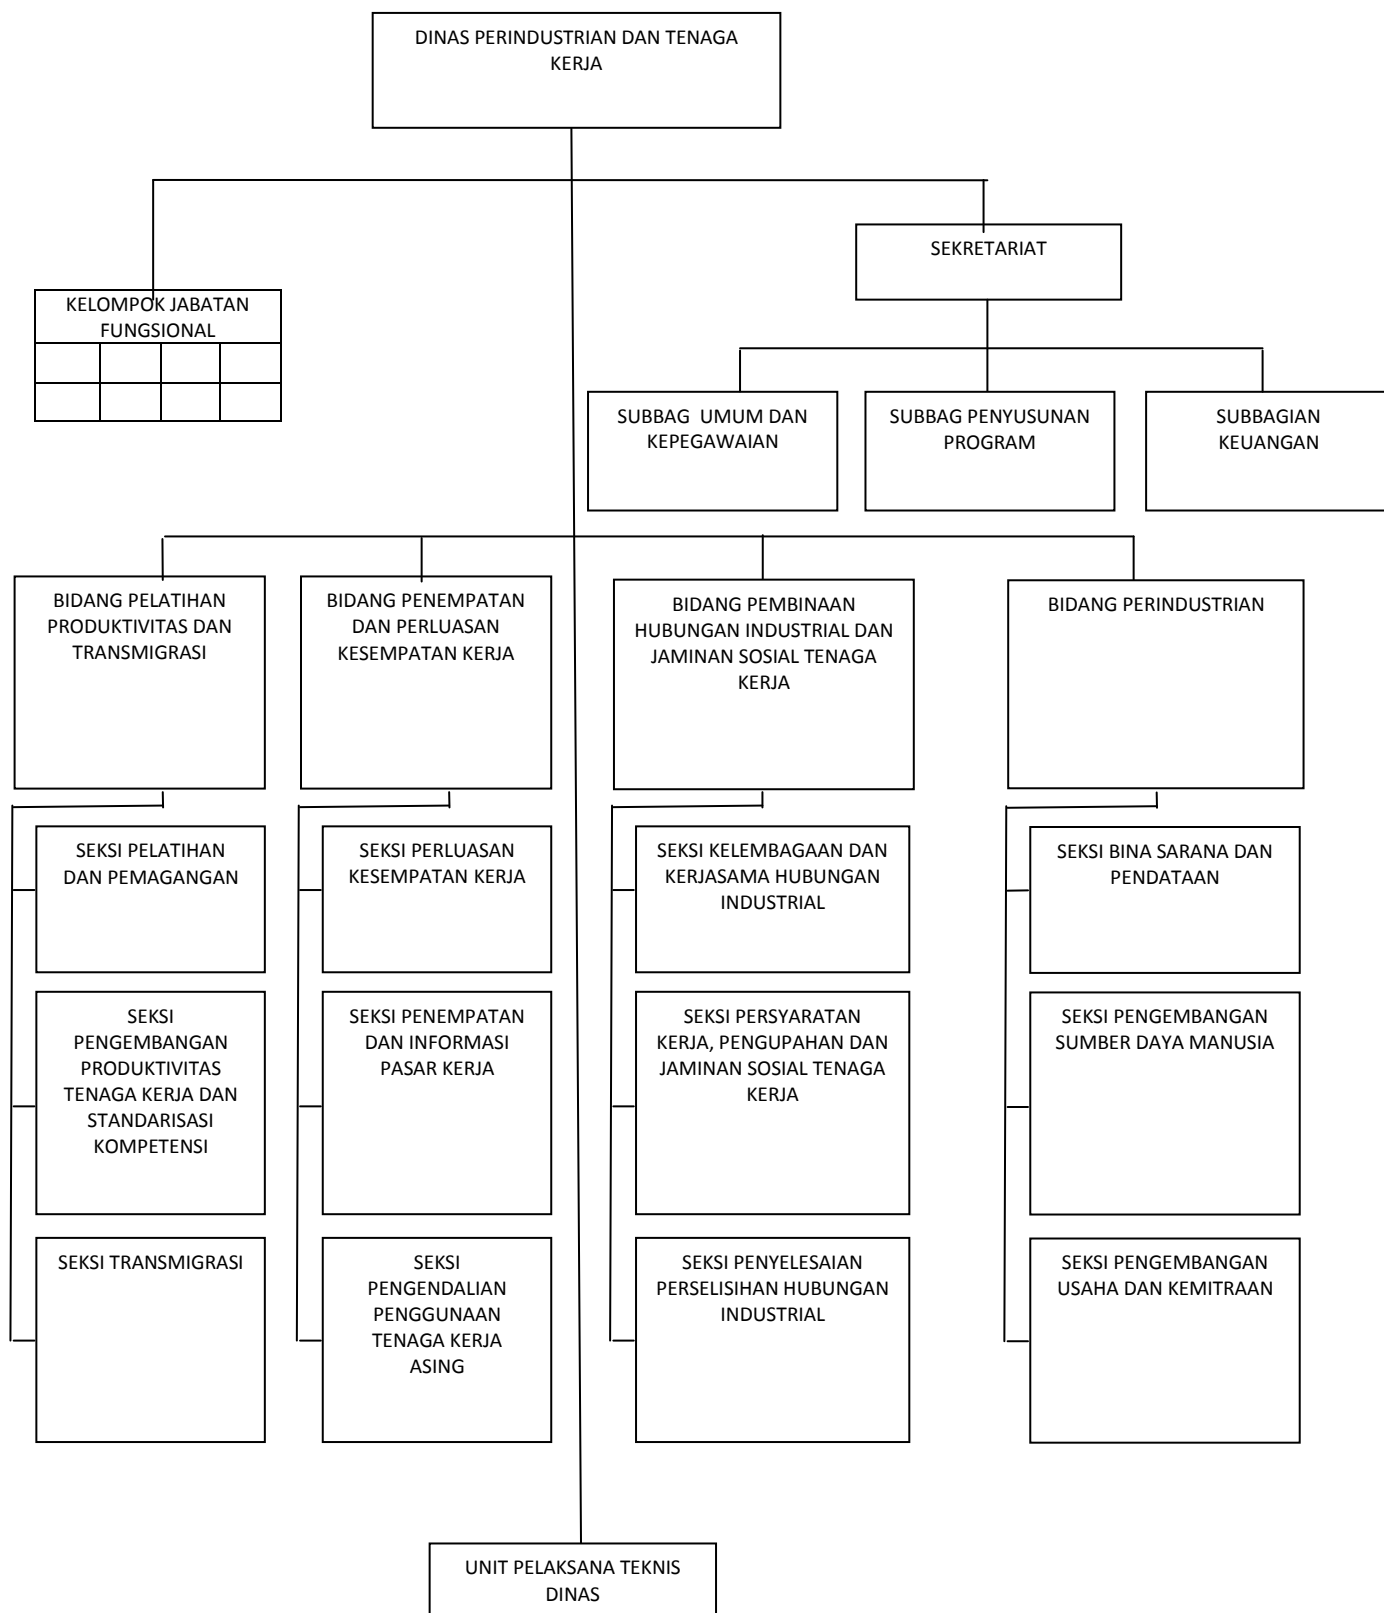 DINAS PERINDUSTRIAN DAN TENAGA
KERJA
SEKRETARIAT
KELOMPOK JABATAN
FUNGSIONAL
SUBBAG  UMUM DAN
KEPEGAWAIAN
SUBBAG PENYUSUNAN
PROGRAM
SUBBAGIAN
KEUANGAN
BIDANG PELATIHAN
PRODUKTIVITAS DAN
TRANSMIGRASI
BIDANG PENEMPATAN
DAN PERLUASAN
KESEMPATAN KERJA
BIDANG PEMBINAAN
HUBUNGAN INDUSTRIAL DAN
JAMINAN SOSIAL TENAGA
KERJA
BIDANG PERINDUSTRIAN
SEKSI PELATIHAN
DAN PEMAGANGAN
SEKSI PERLUASAN
KESEMPATAN KERJA
SEKSI KELEMBAGAAN DAN
KERJASAMA HUBUNGAN
INDUSTRIAL
SEKSI BINA SARANA DAN
PENDATAAN
SEKSI
PENGEMBANGAN
PRODUKTIVITAS
TENAGA KERJA DAN
STANDARISASI
KOMPETENSI
SEKSI PENEMPATAN
DAN INFORMASI
PASAR KERJA
SEKSI PERSYARATAN
KERJA, PENGUPAHAN DAN
JAMINAN SOSIAL TENAGA
KERJA
SEKSI PENGEMBANGAN
SUMBER DAYA MANUSIA
SEKSI TRANSMIGRASI
SEKSI
PENGENDALIAN
PENGGUNAAN
TENAGA KERJA
ASING
SEKSI PENYELESAIAN
PERSELISIHAN HUBUNGAN
INDUSTRIAL
SEKSI PENGEMBANGAN
USAHA DAN KEMITRAAN
UNIT PELAKSANA TEKNIS
DINAS